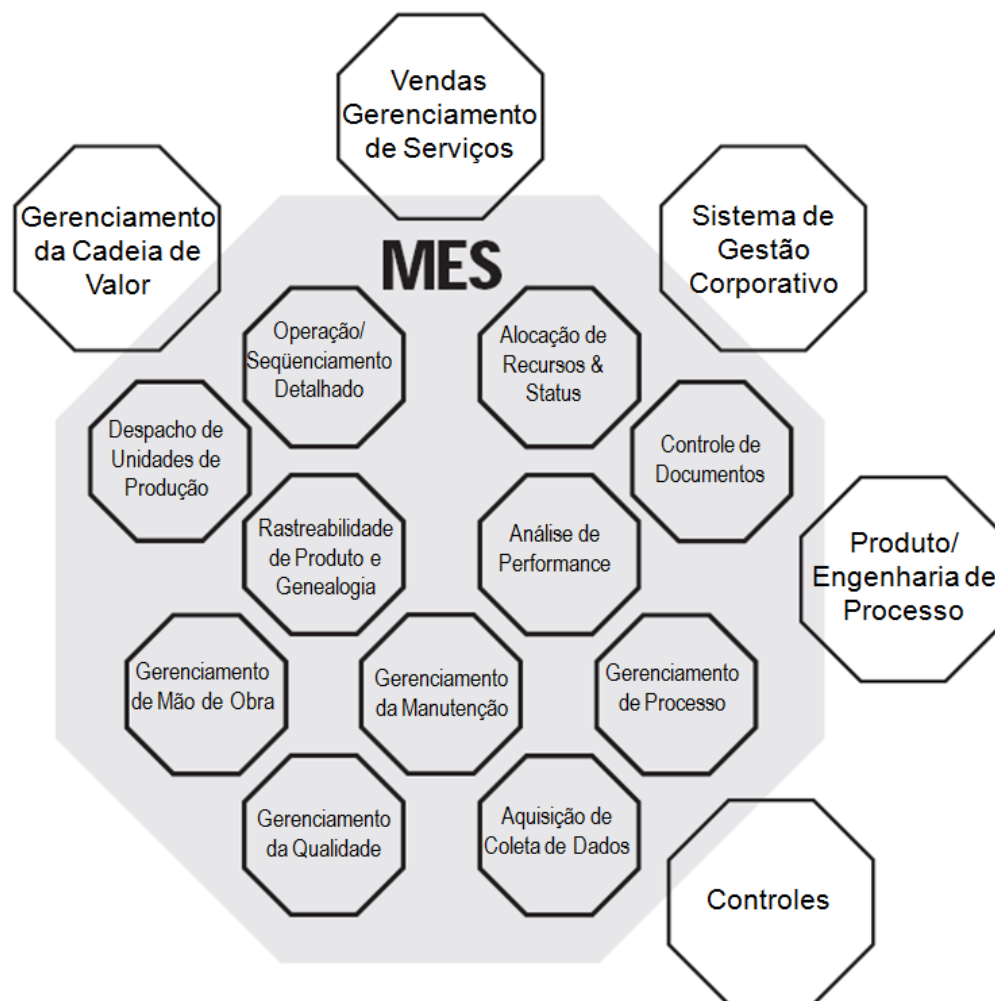 Vendas
Gerenciamento
de Serviços
Gerenciamento
da Cadeia de
Valor
Sistema de
Gestão
Corporativo
MES
Operação/
Seqüenciamento
Detalhado
Alocação de
Recursos &
Status
Despacho de
Unidades de
Produção
Controle de
Documentos
Rastreabilidade
de Produto e
Genealogia
Análise de
Performance
Produto/
Engenharia de
Processo
Gerenciamento
de Mão de Obra
Gerenciamento
da Manutenção
Gerenciamento
de Processo
Gerenciamento
da Qualidade
Aquisição de
Coleta de Dados
Controles